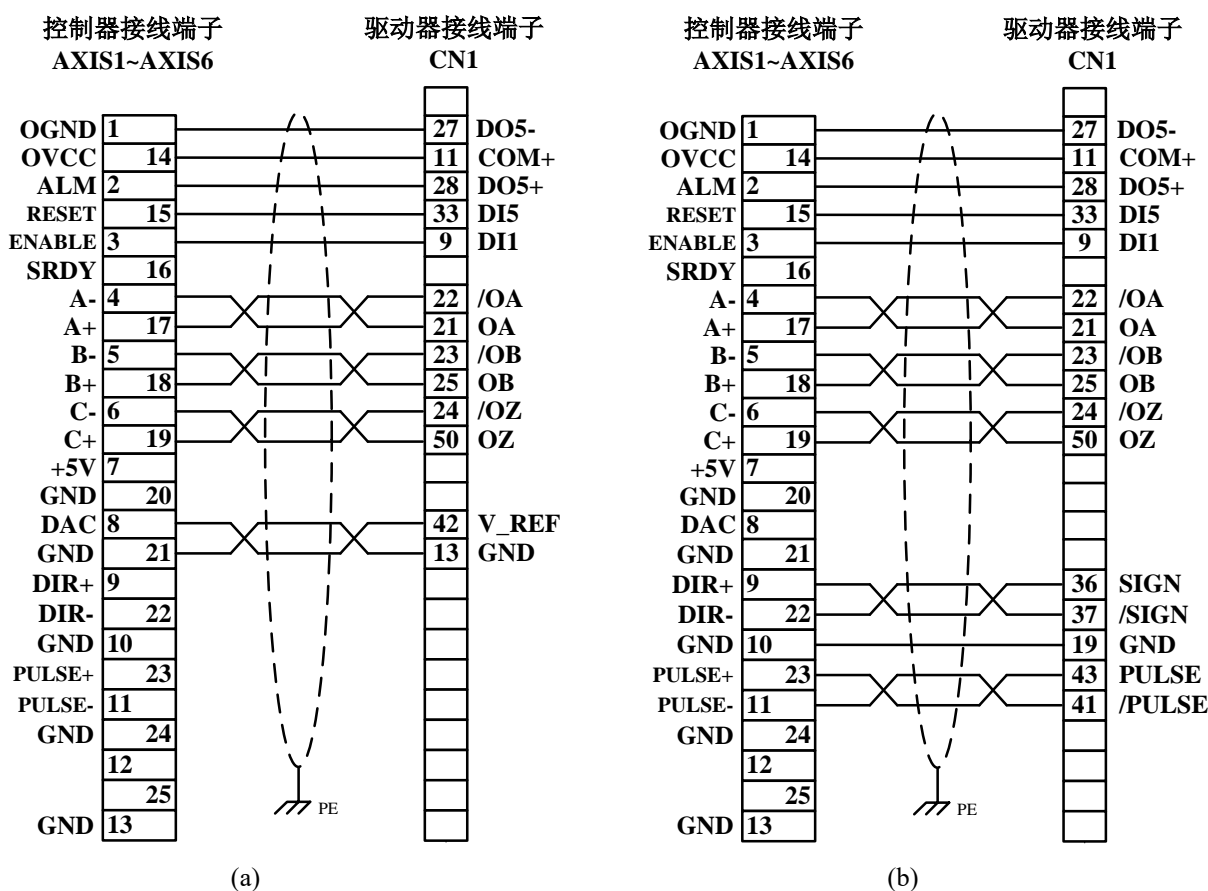 控制器接线端子 驱动器接线端子
AXIS1~AXIS6 CN1
OGND 1 27 DO5-
OVCC 14 11 COM+
ALM 2 28 DO5+
RESET 15 33 DI5
ENABLE 3 9 DI1
SRDY 16
A- 4 22 /OA
A+ 17 21 OA
B- 5 23 /OB
B+ 18 25 OB
C- 6 24 /OZ
C+ 19 50 OZ
+5V 7
GND 20
DAC 8 42 V_REF
GND 21 13 GND
DIR+ 9
DIR- 22
GND 10
PULSE+ 23
PULSE- 11
GND 24
12
25
GND 13
PE
(a)
控制器接线端子 驱动器接线端子
AXIS1~AXIS6 CN1
OGND 1 27 DO5-
OVCC 14 11 COM+
ALM 2 28 DO5+
RESET 15 33 DI5
ENABLE 3 9 DI1
SRDY 16
A- 4 22 /OA
A+ 17 21 OA
B- 5 23 /OB
B+ 18 25 OB
C- 6 24 /OZ
C+ 19 50 OZ
+5V 7
GND 20
DAC 8
GND 21
DIR+ 9 36 SIGN
DIR- 22 37 /SIGN
GND 10 19 GND
PULSE+ 23 43 PULSE
PULSE- 11 41 /PULSE
GND 24
12
25
GND 13
PE
(b)